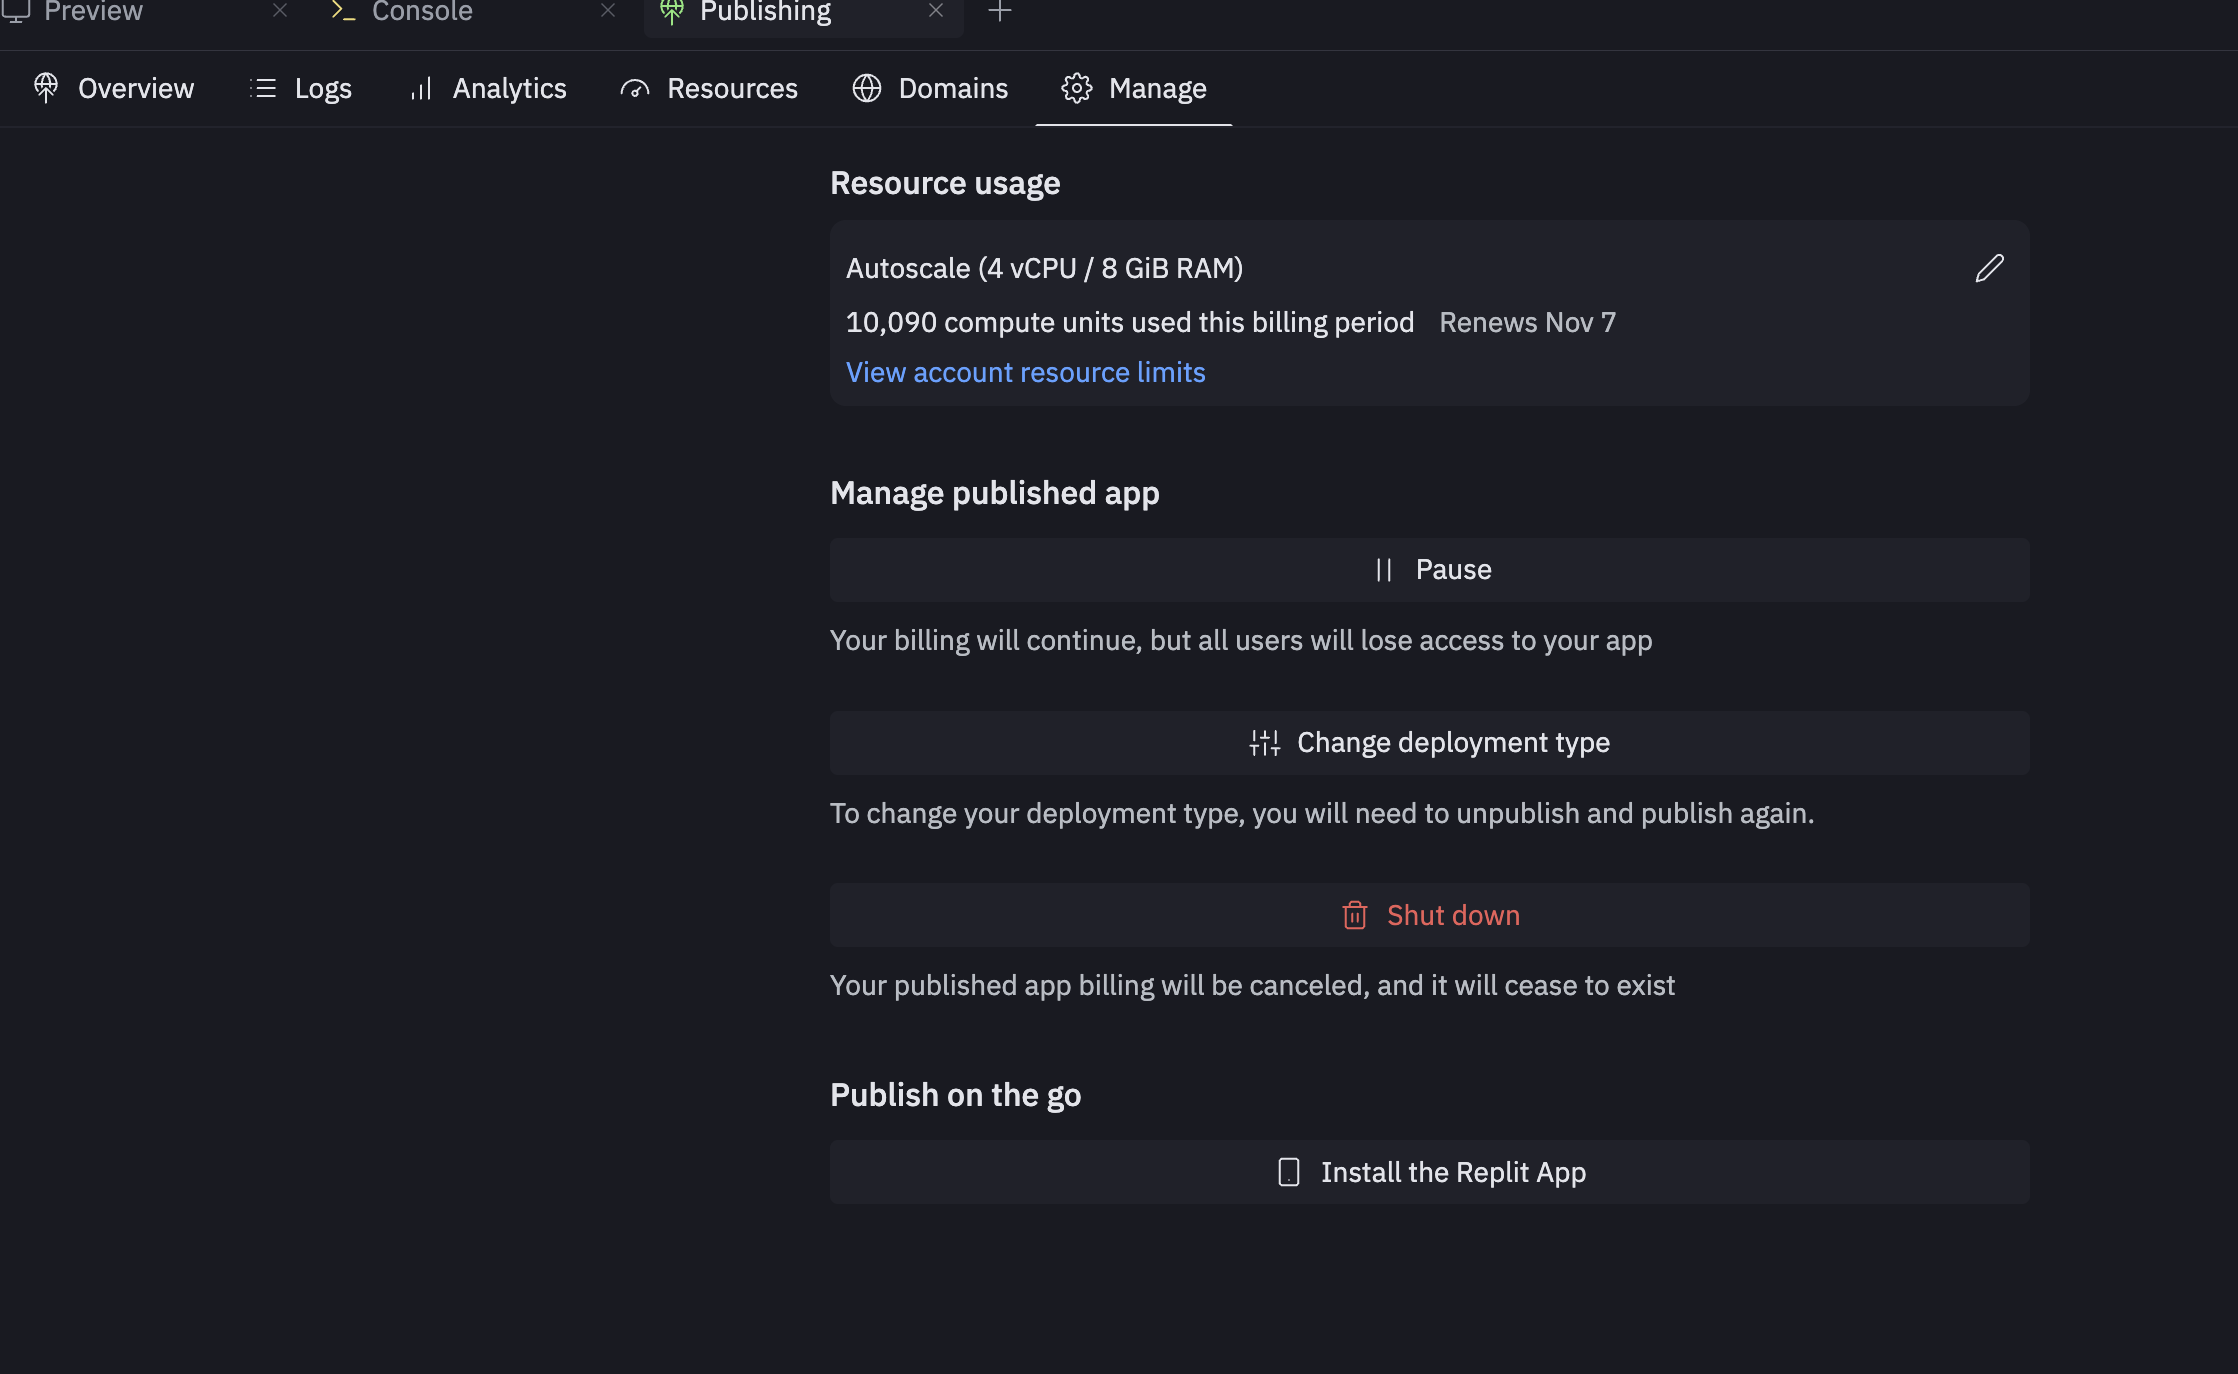 Preview
Console
Publishing
Overview
Logs
Analytics
Resources
Domains
Manage
Resource usage
Autoscale (4 vCPU / 8 GiB RAM)
10,090 compute units used this billing period Renews Nov 7
View account resource limits
Manage published app
Pause
Your billing will continue, but all users will lose access to your app
Change deployment type
To change your deployment type, you will need to unpublish and publish again.
Shut down
Your published app billing will be canceled, and it will cease to exist
Publish on the go
Install the Replit App